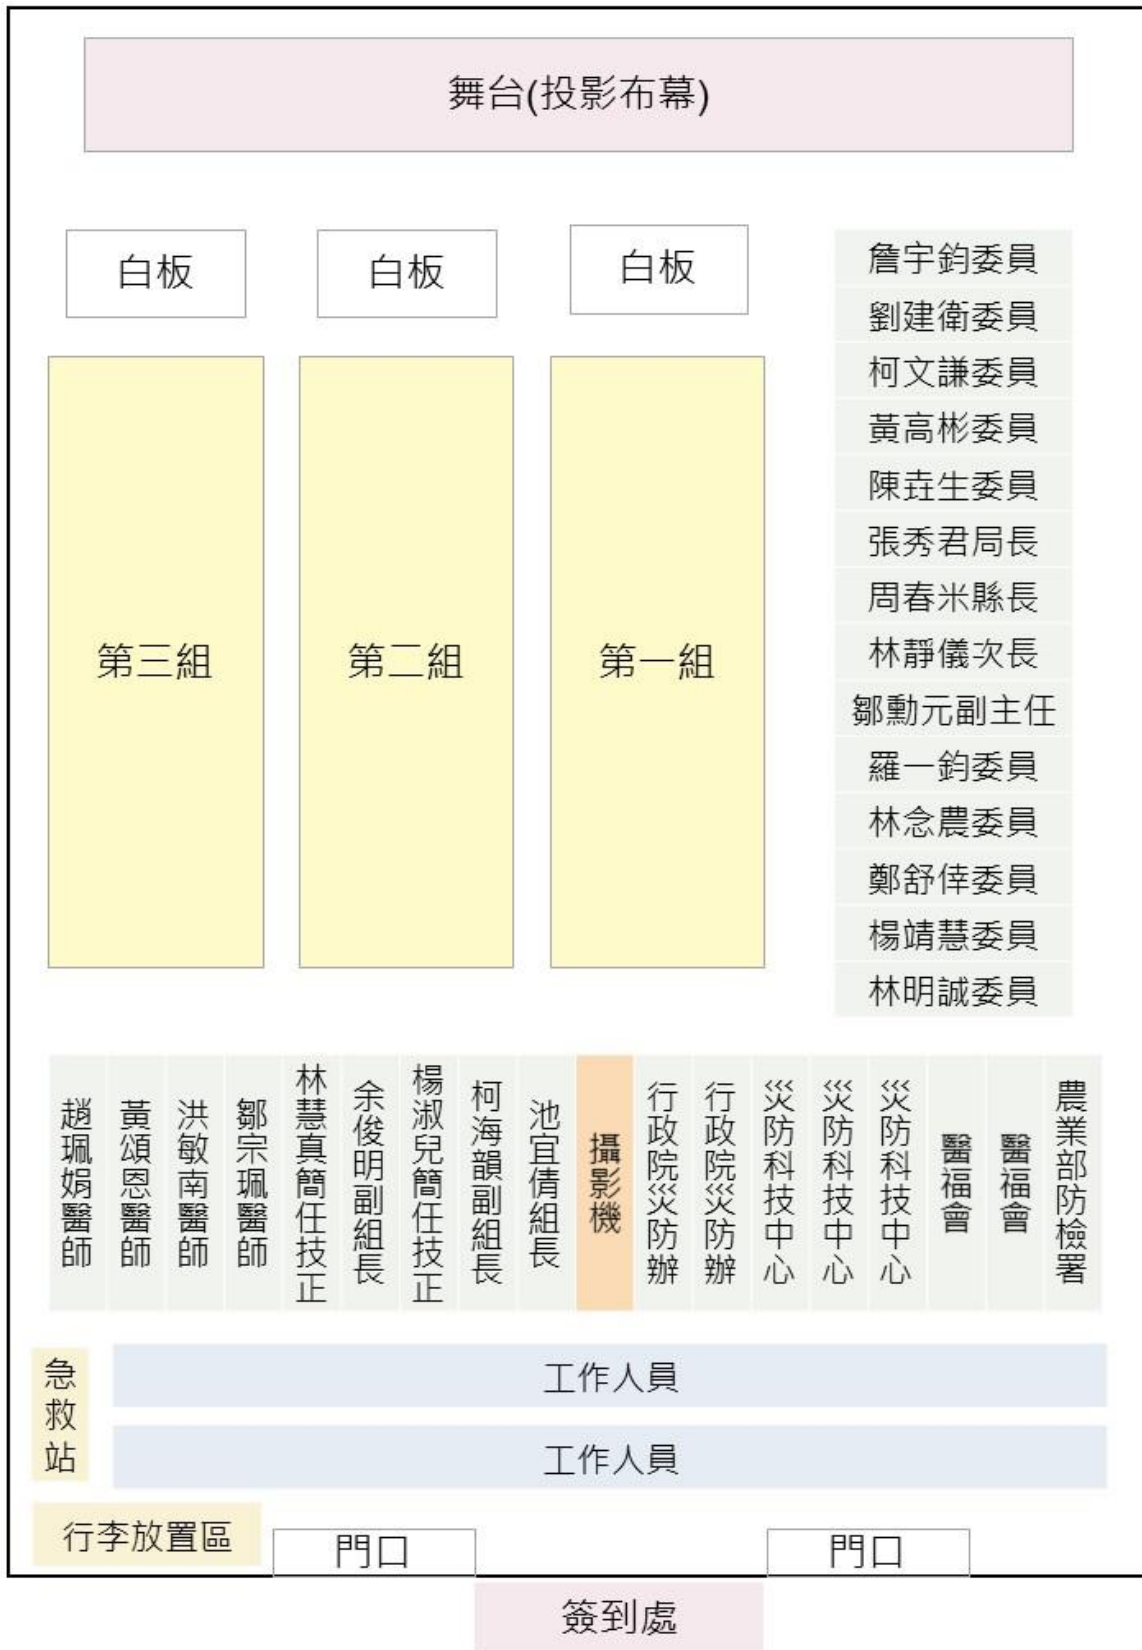 舞台(投影布幕)
白板
白板
白板
第三組
第二組
第一組
詹宇鈞委員
劉建衛委員
柯文謙委員
黃高彬委員
陳垚生委員
張秀君局長
周春米縣長
林靜儀次長
鄒勳元副主任
羅一鈞委員
林念農委員
鄭舒倖委員
楊靖慧委員
林明誠委員
趙珮娟醫師
黃頌恩醫師
洪敏南醫師
鄒宗珮醫師
林慧真簡任技正
余俊明副組長
楊淑兒簡任技正
柯海韻副組長
池宜倩組長
攝影機
行政院災防辦
行政院災防辦
災防科技中心
災防科技中心
災防科技中心
醫福會
醫福會
農業部防檢署
急救站
工作人員
工作人員
行李放置區
門口
門口
簽到處